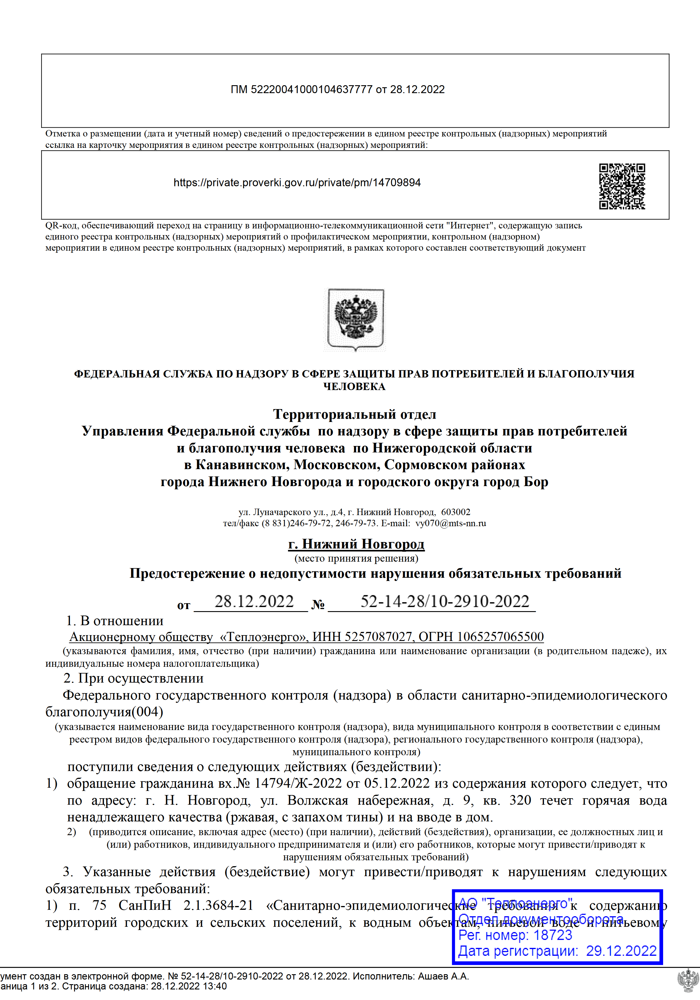 ПМ 52220041000104637777 от 28.12.2022
Отметка о размещении (дата и учетный номер) сведений о предостережении в едином реестре контрольных (надзорных) мероприятий
ссылка на карточку мероприятия в едином реестре контрольных (надзорных) мероприятий:
https://private.proverki.gov.ru/private/pm/14709894
QR-код, обеспечивающий переход на страницу в информационно-телекоммуникационной сети "Интернет", содержащую запись
единого реестра контрольных (надзорных) мероприятий о профилактическом мероприятии, контрольном (надзорном)
мероприятии в едином реестре контрольных (надзорных) мероприятий, в рамках которого составлен соответствующий документ
ФЕДЕРАЛЬНАЯ СЛУЖБА ПО НАДЗОРУ В СФЕРЕ ЗАЩИТЫ ПРАВ ПОТРЕБИТЕЛЕЙ И БЛАГОПОЛУЧИЯ
ЧЕЛОВЕКА
Территориальный отдел
Управления Федеральной службы по надзору в сфере защиты прав потребителей
и благополучия человека по Нижегородской области
в Канавинском, Московском, Сормовском районах
города Нижнего Новгорода и городского округа город Бор
ул. Луначарского ул., д.4, г. Нижний Новгород, 603002
тел/факс (8 831)246-79-72, 246-79-73. E-mail: vy070@mts-nn.ru
г. Нижний Новгород
(место принятия решения)
Предостережение о недопустимости нарушения обязательных требований
от 28.12.2022 № 52-14-28/10-2910-2022
1. В отношении
Акционерному обществу «Теплоэнерго», ИНН 5257087027, ОГРН 1065257065500
(указываются фамилия, имя, отчество (при наличии) гражданина или наименование организации (в родительном падеже), их
индивидуальные номера налогоплательщика)
2. При осуществлении
Федерального государственного контроля (надзора) в области санитарно-эпидемиологического
благополучия(004)
(указывается наименование вида государственного контроля (надзора), вида муниципального контроля в соответствии с единым
реестром видов федерального государственного контроля (надзора), регионального государственного контроля (надзора),
муниципального контроля)
поступили сведения о следующих действиях (бездействии):
1) обращение гражданина вх.№ 14794/Ж-2022 от 05.12.2022 из содержания которого следует, что
по адресу: г. Н. Новгород, ул. Волжская набережная, д. 9, кв. 320 течет горячая вода
ненадлежащего качества (ржавая, с запахом тины) и на вводе в дом.
2) (приводится описание, включая адрес (место) (при наличии), действий (бездействия), организации, ее должностных лиц и
(или) работников, индивидуального предпринимателя и (или) его работников, которые могут привести/приводят к
нарушениям обязательных требований)
3. Указанные действия (бездействие) могут привести/приводят к нарушениям следующих
обязательных требований:
1) п. 75 СанПиН 2.1.3684-21 «Санитарно-эпидемиологические требования к содержанию
территорий городских и сельских поселений, к водным объектам, питьевой воде и питьевому
АО "Теплоэнерго"
Отдел документооборота
Рег. номер: 18723
Дата регистрации: 29.12.2022
умент создан в электронной форме. № 52-14-28/10-2910-2022 от 28.12.2022. Исполнитель: Ашаев А.А.
аница 1 из 2. Страница создана: 28.12.2022 13:40